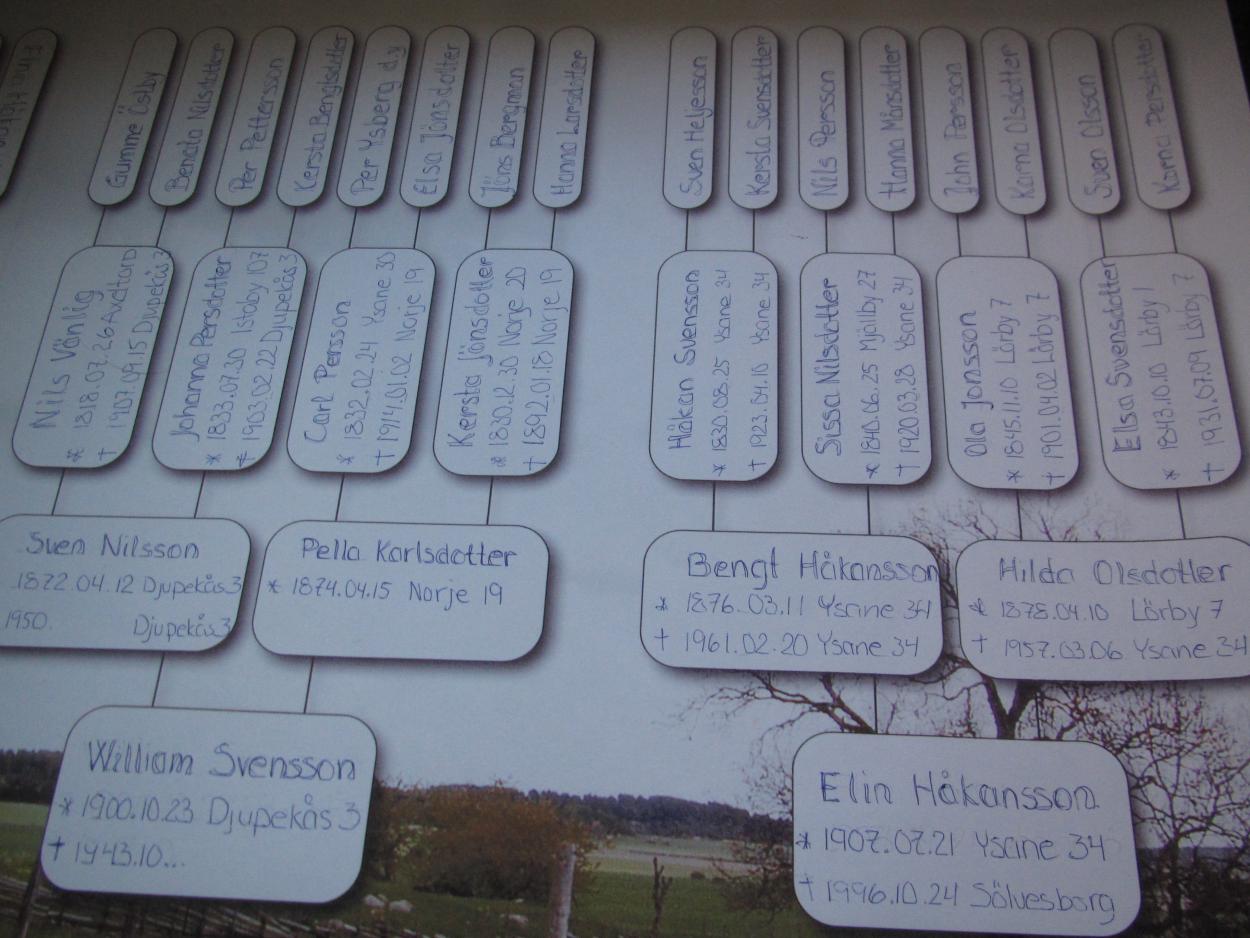 Gumme Östby
Benata Nilsdotter
Per Pettersson
Kersta Bengtsdotter
Per Ysberg d.y
Elsa Jönsdotter
Jöns Bergman
Hanna Larsdotter
Sven Heljesson
Kersta Svensdotter
Nils Persson
Hanna Månsdotter
John Persson
Karna Olsdotter
Sven Olsson
Karna Persdotter
Nils Vänlig
* 1818.07.26 Aveltorp
† 1907.09.15 Djupekås 3
Johanna Persdotter
* 1833.07.30 Istaby 107
† 1903.02.22 Djupekås 3
Carl Persson
* 1832.02.24 Ysane 30
† 1914.01.02 Norje 19
Kersta Jönsdotter
* 1830.12.30 Norje 20
† 1892.01.18 Norje 19
Håkan Svensson
* 1830.08.25 Ysane 34
† 1923.04.10 Ysane 34
Sissa Nilsdotter
* 1840.06.25 Mjällby 27
† 1920.03.28 Ysane 34
Ola Jonsson
* 1845.11.10 Lörby 7
† 1901.04.02 Lörby 7
Elsa Svensdotter
* 1843.10.10 Lörby 1
† 1931.07.09 Lörby 7
Sven Nilsson
1872.04.12 Djupekås 3
1950. Djupekås 3
Pella Karlsdotter
* 1874.04.15 Norje 19
Bengt Håkansson
* 1876.03.11 Ysane 34
† 1961.02.20 Ysane 34
Hilda Olsdotter
* 1878.04.10 Lörby 7
† 1957.03.06 Ysane 34
William Svensson
* 1900.10.23 Djupekås 3
† 1943.10...
Elin Håkansson
* 1907.07.21 Ysane 34
† 1996.10.24 Sölvesborg